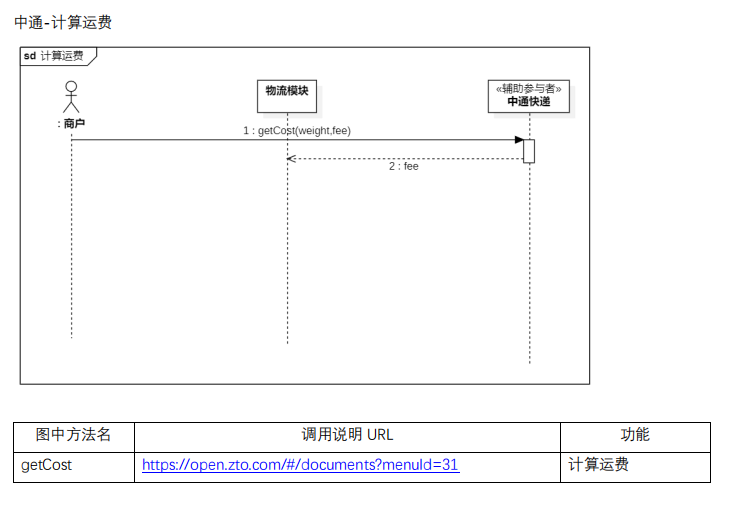 中通-计算运费
sd 计算运费
: 商户
物流模块
«辅助参与者»
中通快递
1 : getCost(weight,fee)
2 : fee
图中方法名 调用说明 URL 功能
getCost https://open.zto.com/#/documents?menuId=31 计算运费